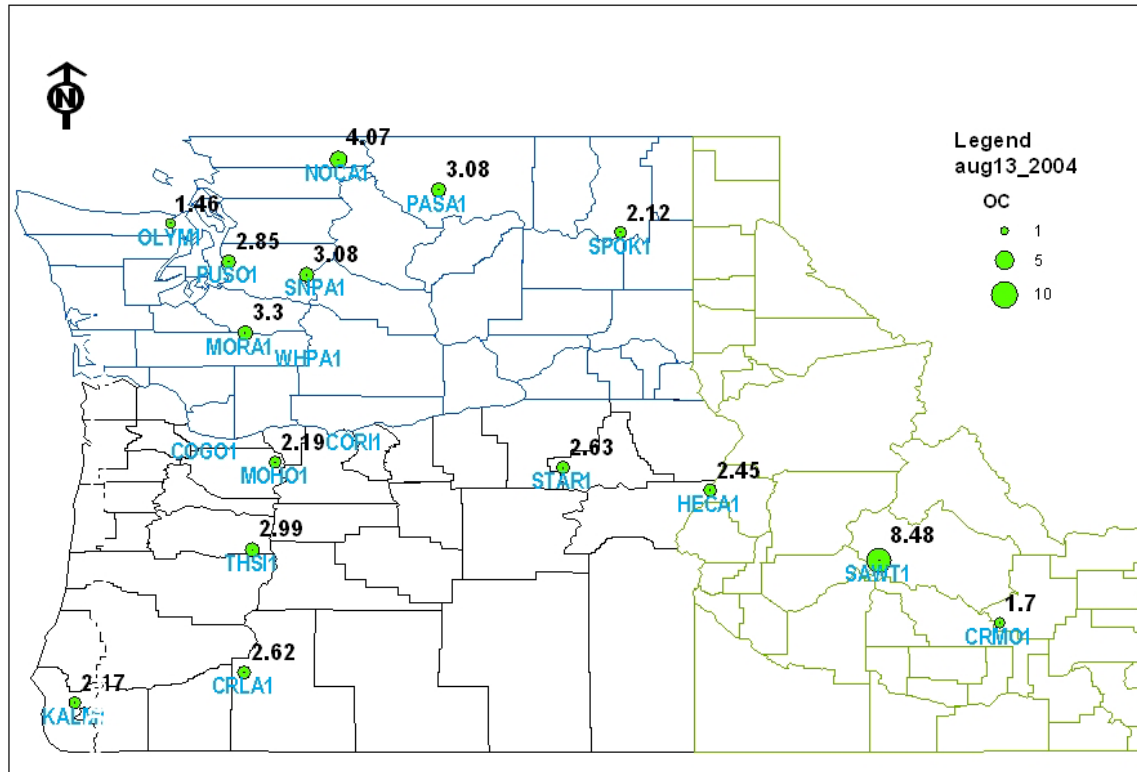 N
4.07
NOCA1
3.08
PASA1
1.46
OLYM1
2.12
SPOK1
2.85
PUSO1
3.08
SNPA1
3.3
MORA1
WHPA1
COGO1
2.19
MOHO1
CORI1
2.63
STAR1
2.45
HECA1
2.99
THSI1
8.48
SAWT1
1.7
CRMO1
2.62
CRLA1
2.17
Legend
aug13_2004
OC
1
5
10